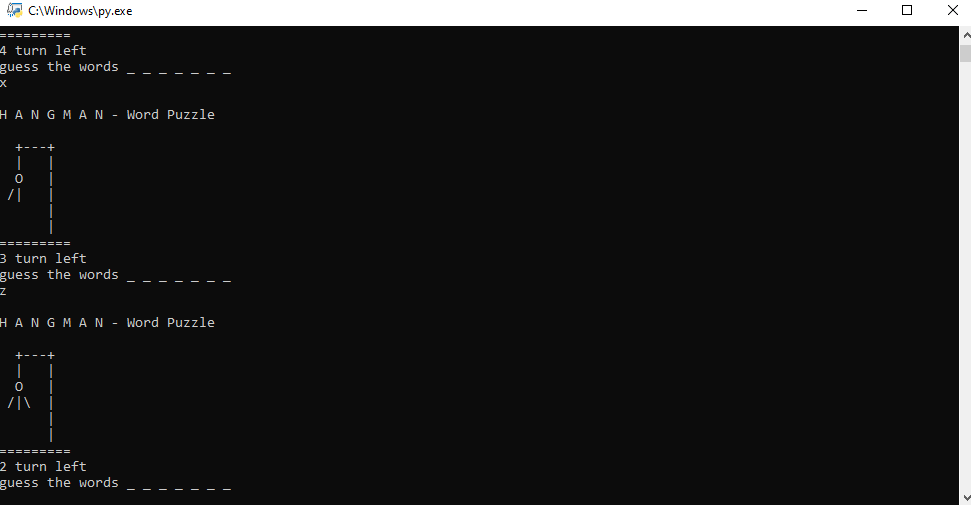 C:\Windows\py.exe
=========
4 turn left
guess the words _ _ _ _ _ _ _
x
H A N G M A N - Word Puzzle
  +---+
  |   |
  O   |
 /|   |
      |
      |
=========
3 turn left
guess the words _ _ _ _ _ _ _
z
H A N G M A N - Word Puzzle
  +---+
  |   |
  O   |
 /|\  |
      |
      |
=========
2 turn left
guess the words _ _ _ _ _ _ _